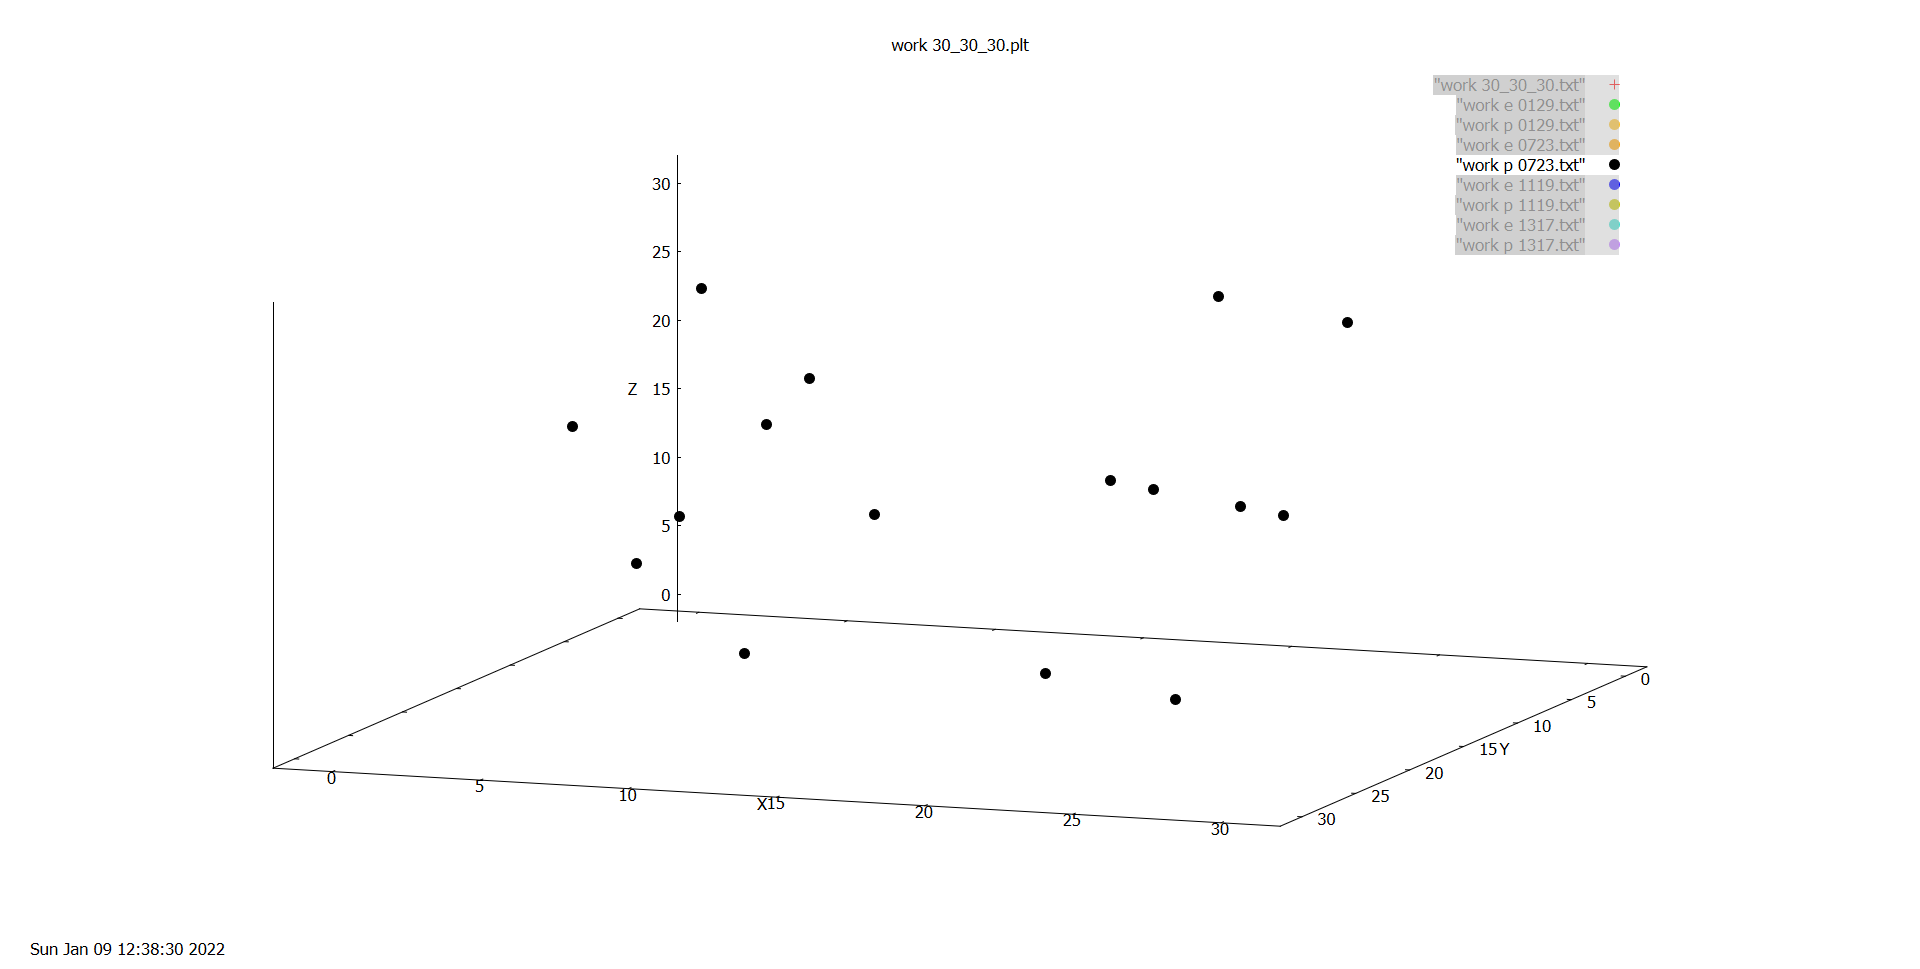 work 30_30_30.plt
"work 30_30_30.txt"
"work e 0129.txt"
"work p 0129.txt"
"work e 0723.txt"
"work p 0723.txt"
"work e 1119.txt"
"work p 1119.txt"
"work e 1317.txt"
"work p 1317.txt"
30
25
20
Z 15
10
5
0
0
5
10
15 Y
20
25
30
0
5
10
X15
20
25
30
Sun Jan 09 12:38:30 2022